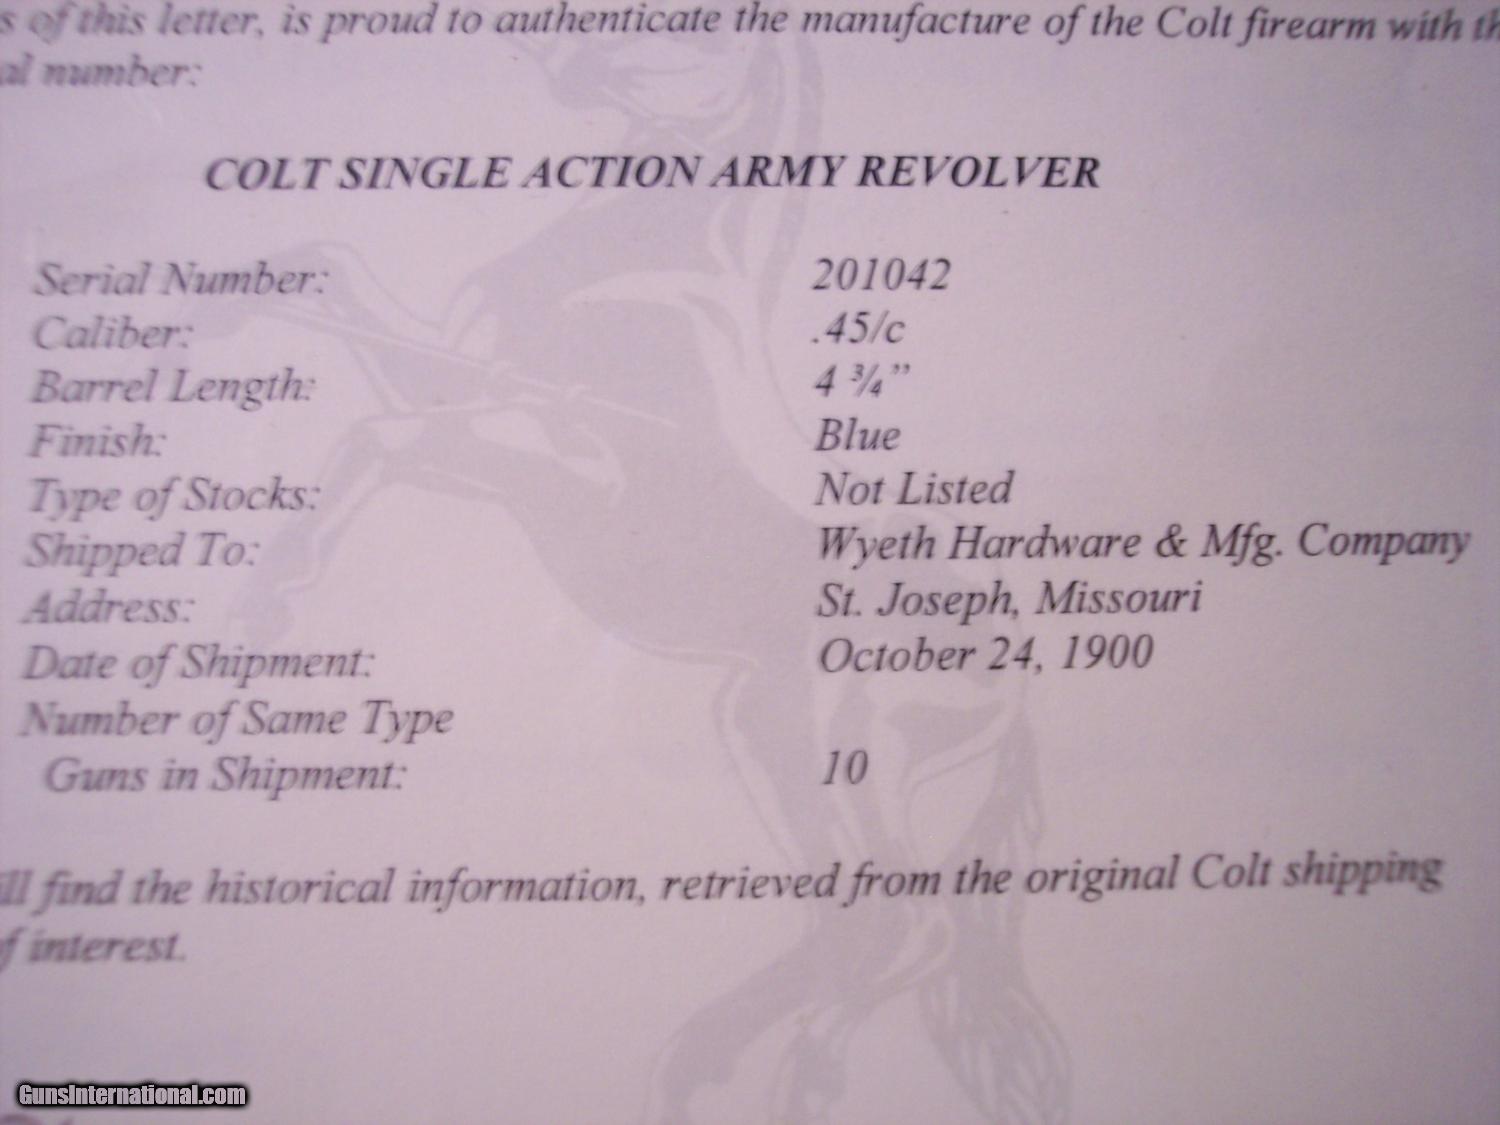 of this letter, is proud to authenticate the manufacture of the Colt firearm with
number:
COLT SINGLE ACTION ARMY REVOLVER
Serial Number: 201042
Caliber: .45/c
Barrel Length: 4 ¾”
Finish: Blue
Type of Stocks: Not Listed
Shipped To: Wyeth Hardware & Mfg. Company
Address: St. Joseph, Missouri
Date of Shipment: October 24, 1900
Number of Same Type
Guns in Shipment: 10
find the historical information, retrieved from the original Colt shipping
interest.
GunsInternational.com